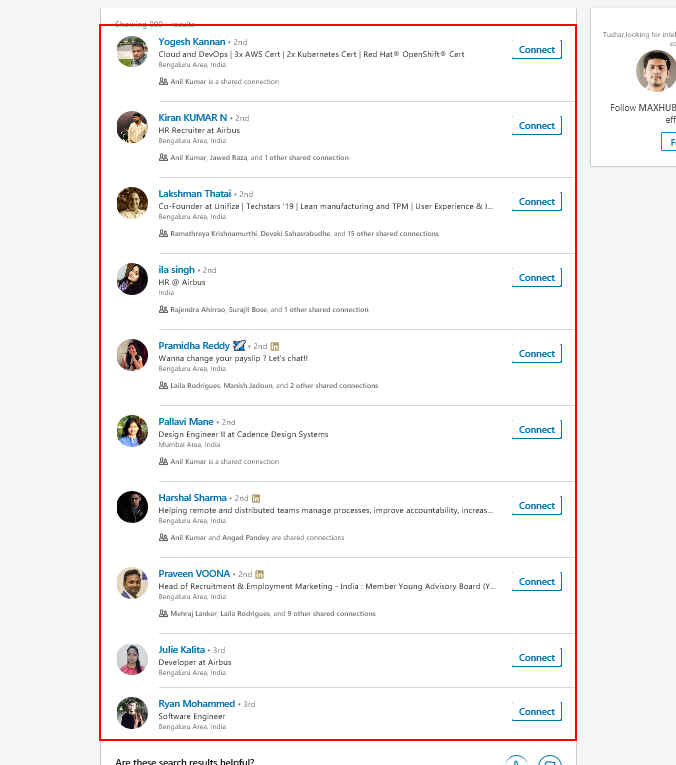 Showing 000+ results
Yogesh Kannan • 2nd
Cloud and DevOps | 3x AWS Cert | 2x Kubernetes Cert | Red Hat® OpenShift® Cert
Bengaluru Area, India
Anil Kumar is a shared connection
Connect
Kiran KUMAR N • 2nd
HR Recruiter at Airbus
Bengaluru Area, India
Anil Kumar, Jawed Raza, and 1 other shared connection
Connect
Lakshman Thatai • 2nd
Co-Founder at Unifize | Techstars '19 | Lean manufacturing and TPM | User Experience & I...
Bengaluru Area, India
Ramathreya Krishnamurthi, Devaki Sahasrabudhe, and 15 other shared connections
Connect
ila singh • 2nd
HR @ Airbus
India
Rajendra Ahirrao, Surajit Bose, and 1 other shared connection
Connect
Pramidha Reddy • 2nd in
Wanna change your payslip ? Let's chat!!
Bengaluru Area, India
Laila Rodrigues, Manish Jadoun, and 2 other shared connections
Connect
Pallavi Mane • 2nd
Design Engineer II at Cadence Design Systems
Mumbai Area, India
Anil Kumar is a shared connection
Connect
Harshal Sharma • 2nd in
Helping remote and distributed teams manage processes, improve accountability, increas...
Bengaluru Area, India
Anil Kumar and Angad Pandey are shared connections
Connect
Praveen VOONA • 2nd in
Head of Recruitment & Employment Marketing - India : Member Young Advisory Board (Y...
Bengaluru Area, India
Mehraj Lanker, Laila Rodrigues, and 9 other shared connections
Connect
Julie Kalita • 3rd
Developer at Airbus
Bengaluru Area, India
Connect
Ryan Mohammed • 3rd
Software Engineer
Bengaluru Area, India
Connect
Are these search results helpful?
Tushar,looking for intel
Follow MAXHUB
eff